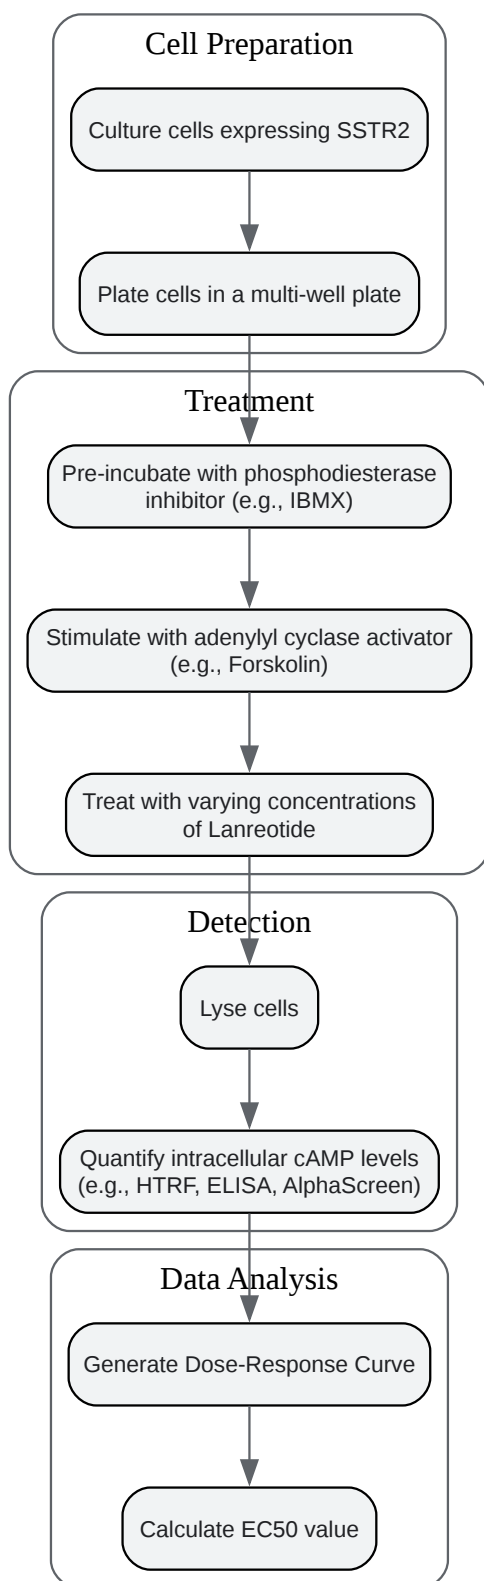 Cell Preparation
Culture cells expressing SSTR2
Plate cells in a multi-well plate
Treatment
Pre-incubate with phosphodiesterase
inhibitor (e.g., IBMX)
Stimulate with adenylyl cyclase activator
(e.g., Forskolin)
Treat with varying concentrations
of Lanreotide
Detection
Lyse cells
Quantify intracellular cAMP levels
(e.g., HTRF, ELISA, AlphaScreen)
Data Analysis
Generate Dose-Response Curve
Calculate EC50 value